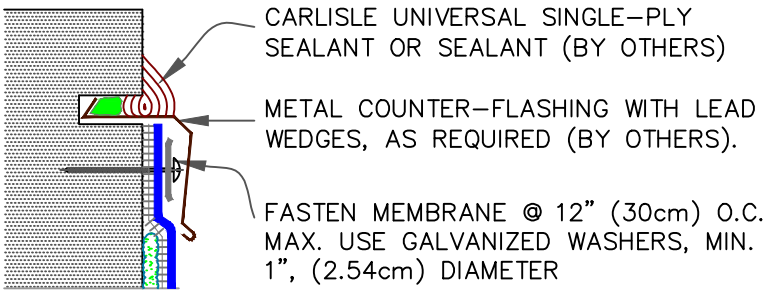 CARLISLE UNIVERSAL SINGLE-PLY
SEALANT OR SEALANT (BY OTHERS)
METAL COUNTER-FLASHING WITH LEAD
WEDGES, AS REQUIRED (BY OTHERS).
FASTEN MEMBRANE @ 12" (30cm) O.C.
MAX. USE GALVANIZED WASHERS, MIN.
1", (2.54cm) DIAMETER